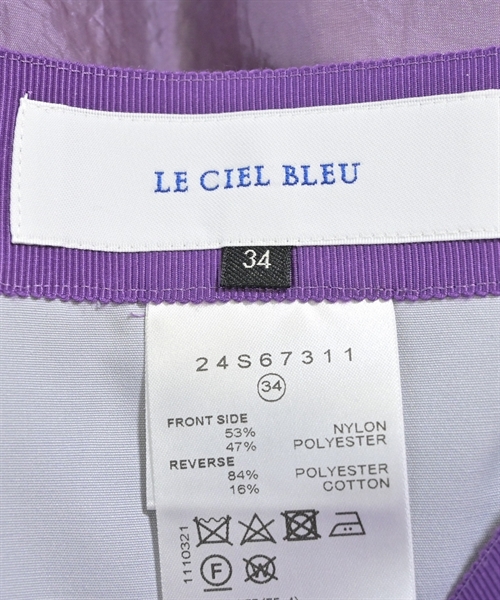 LE CIEL BLEU
34
24S67311
34
FRONT SIDE
53% NYLON
47% POLYESTER
REVERSE
84% POLYESTER
16% COTTON
1110321
F W